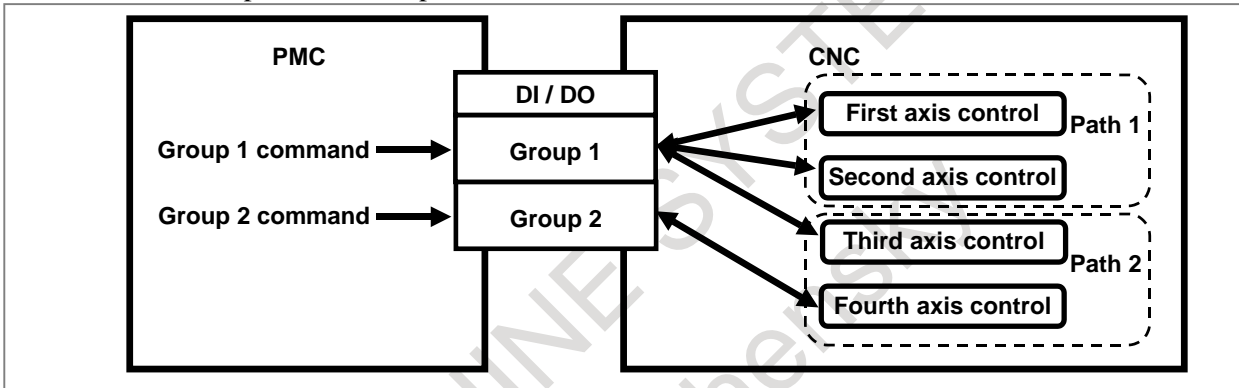 PMC
CNC
DI / DO
First axis control
Path 1
Group 1 command
Group 1
Second axis control
Group 2 command
Group 2
Third axis control
Path 2
Fourth axis control